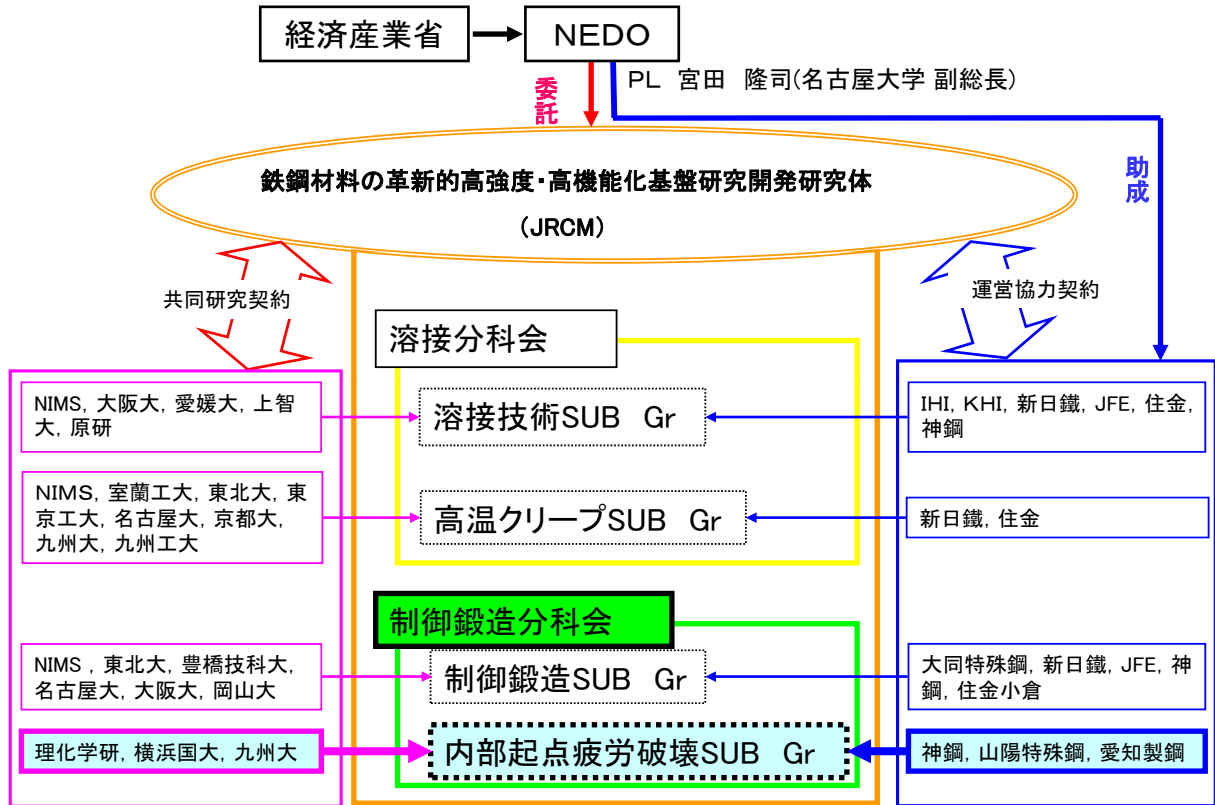 経済産業省
NEDO
PL 宮田 隆司(名古屋大学 副総長)
委託
助成
鉄鋼材料の革新的高強度・高機能化基盤研究開発研究体
(JRCM)
共同研究契約
運営協力契約
溶接分科会
NIMS, 大阪大, 愛媛大, 上智
大, 原研
溶接技術SUB Gr
IHI, KHI, 新日鐵, JFE, 住金,
神鋼
NIMS, 室蘭工大, 東北大, 東
京工大, 名古屋大, 京都大,
九州大, 九州工大
高温クリープSUB Gr
新日鐵, 住金
制御鍛造分科会
NIMS , 東北大, 豊橋技科大,
名古屋大, 大阪大, 岡山大
制御鍛造SUB Gr
大同特殊鋼, 新日鐵, JFE, 神
鋼, 住金小倉
理化学研, 横浜国大, 九州大
内部起点疲労破壊SUB Gr
神鋼, 山陽特殊鋼, 愛知製鋼